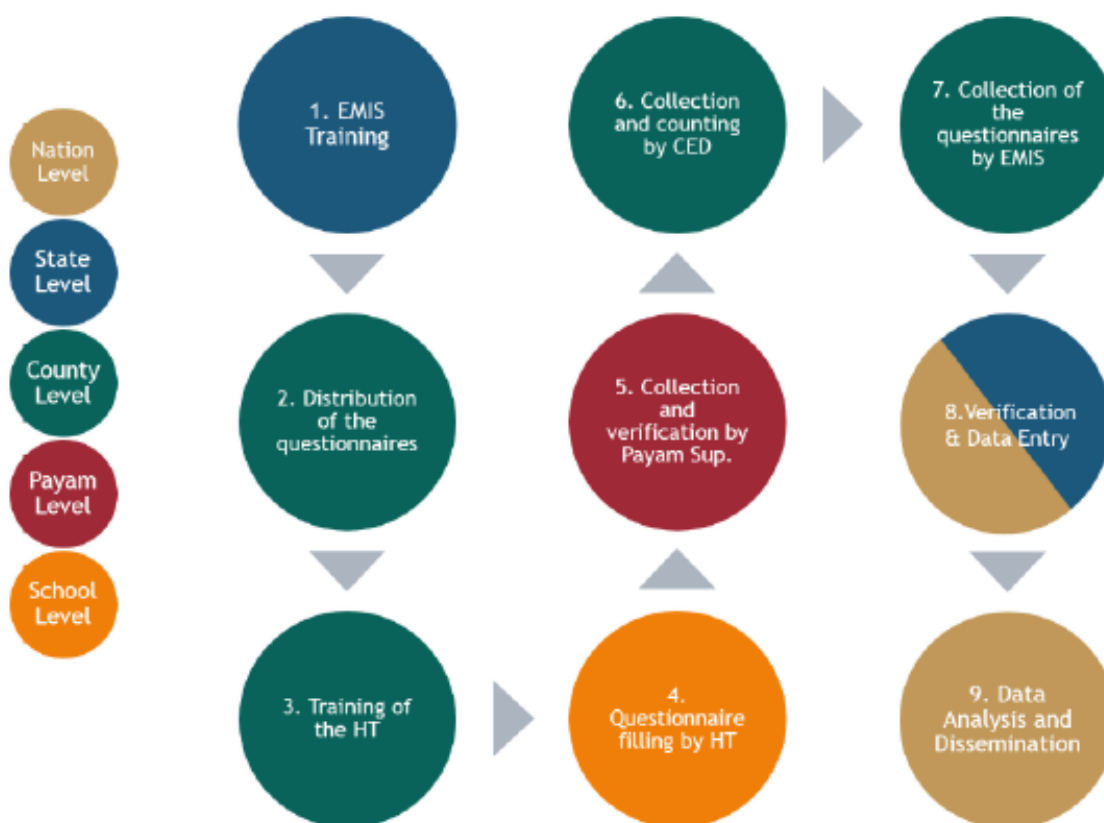 Nation
Level
State
Level
County
Level
Payam
Level
School
Level
1. EMIS
Training
2. Distribution
of the
questionnaires
3. Training of
the HT
4.
Questionnaire
filling by HT
5. Collection
and
verification by
Payam Sup.
6. Collection
and counting
by CED
7. Collection of
the
questionnaires
by EMIS
8.Verification
& Data Entry
9. Data
Analysis and
Dissemination